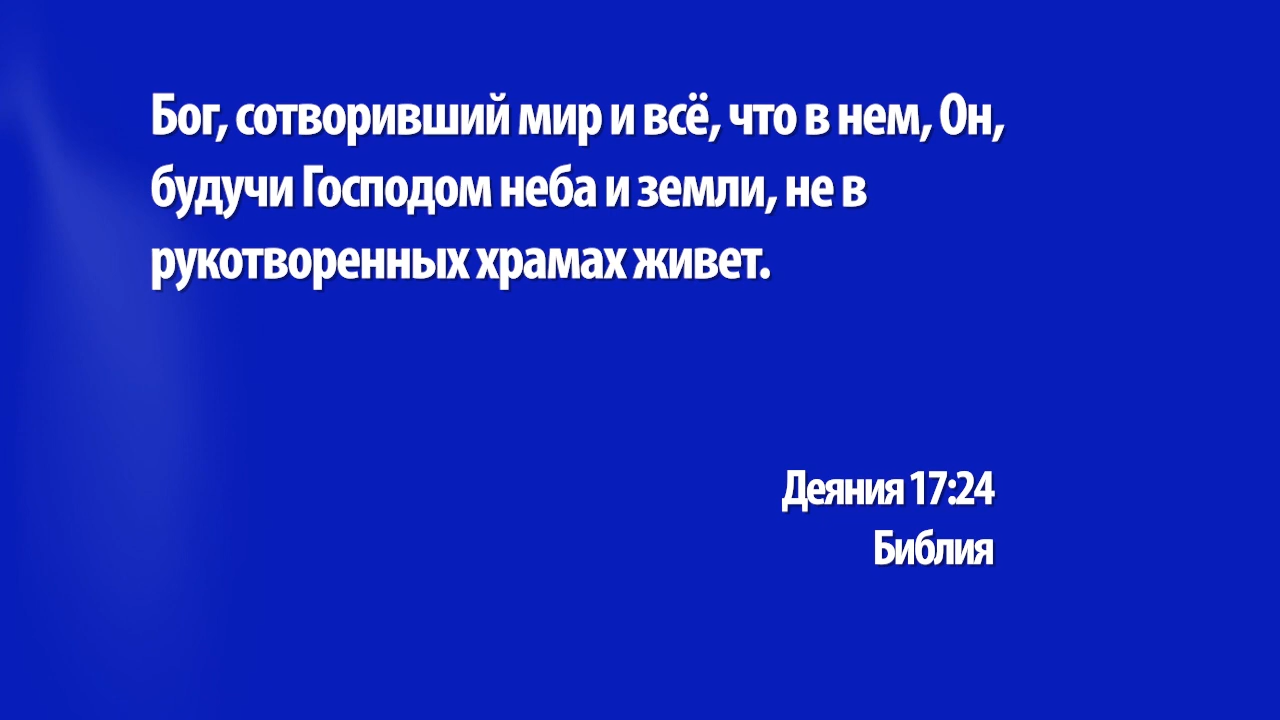 Бог, сотворивший мир и всё, что в нем, Он,
будучи Господом неба и земли, не в
рукотворенных храмах живет.
Деяния 17:24
Библия